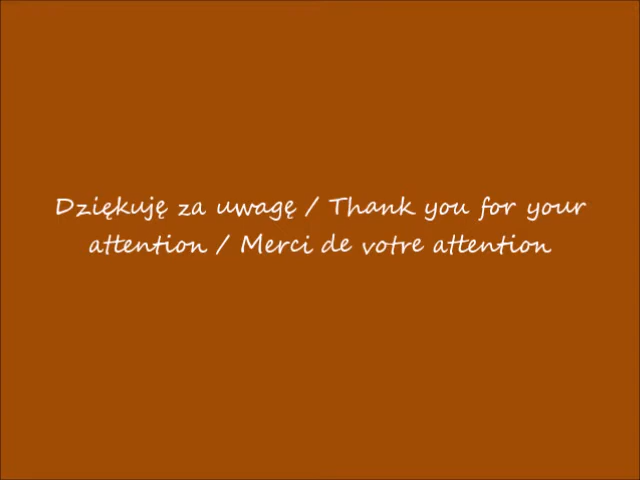 Dziękuję za uwagę / Thank you for your
attention / Merci de votre attention